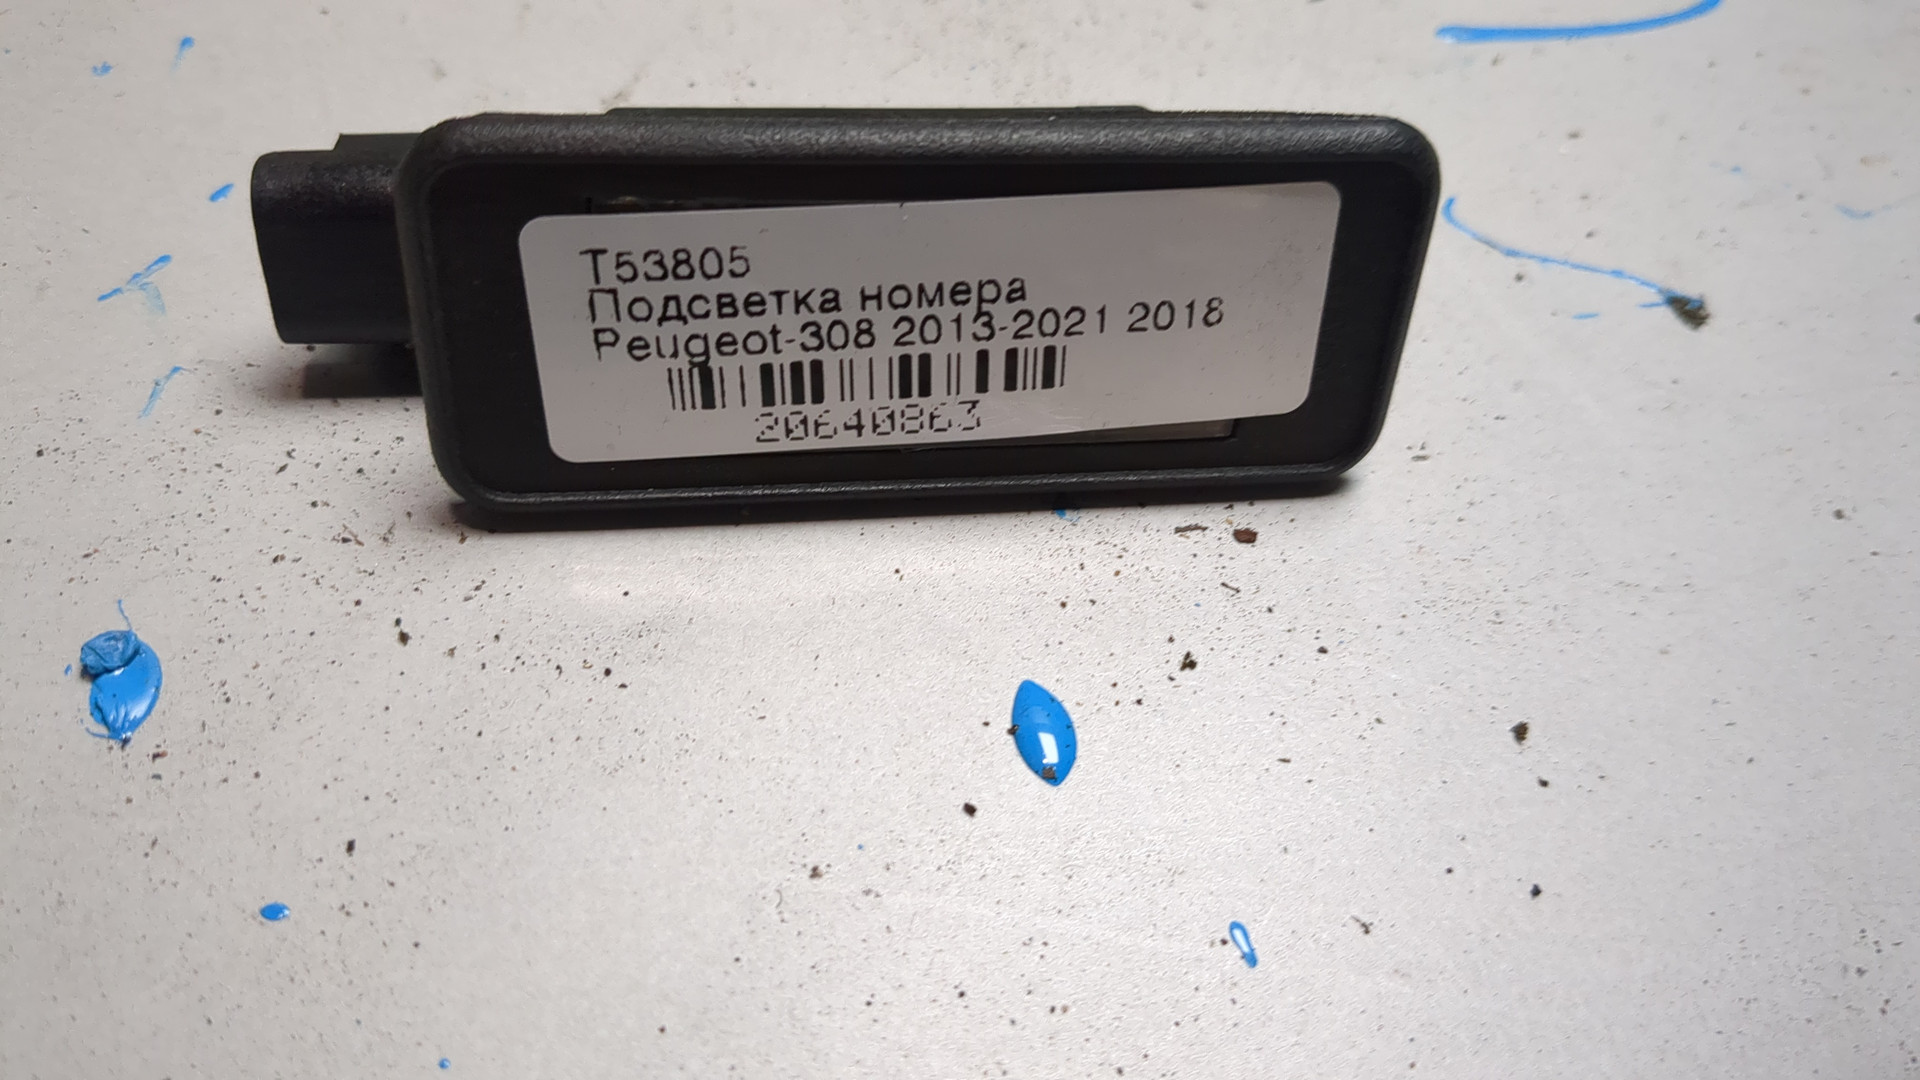 T53805
Подсветка номера
Peugeot-308 2013-2021 2018
20640863